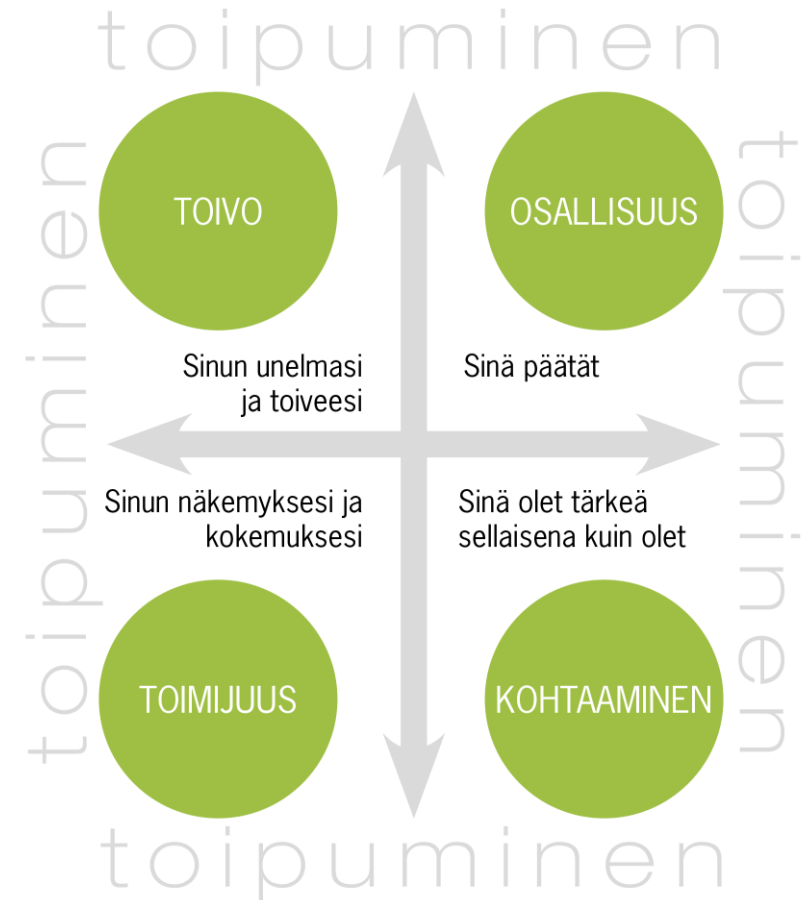 toipuminen
toipuminen
TOIVO
Sinun unelmasi
ja toiveesi
OSALLISUUS
Sinä päätät
toipuminen
Sinun näkemyksesi ja
kokemuksesi
TOIMIJUUS
Sinä olet tärkeä
sellaisena kuin olet
KOHTAAMINEN
toipuminen